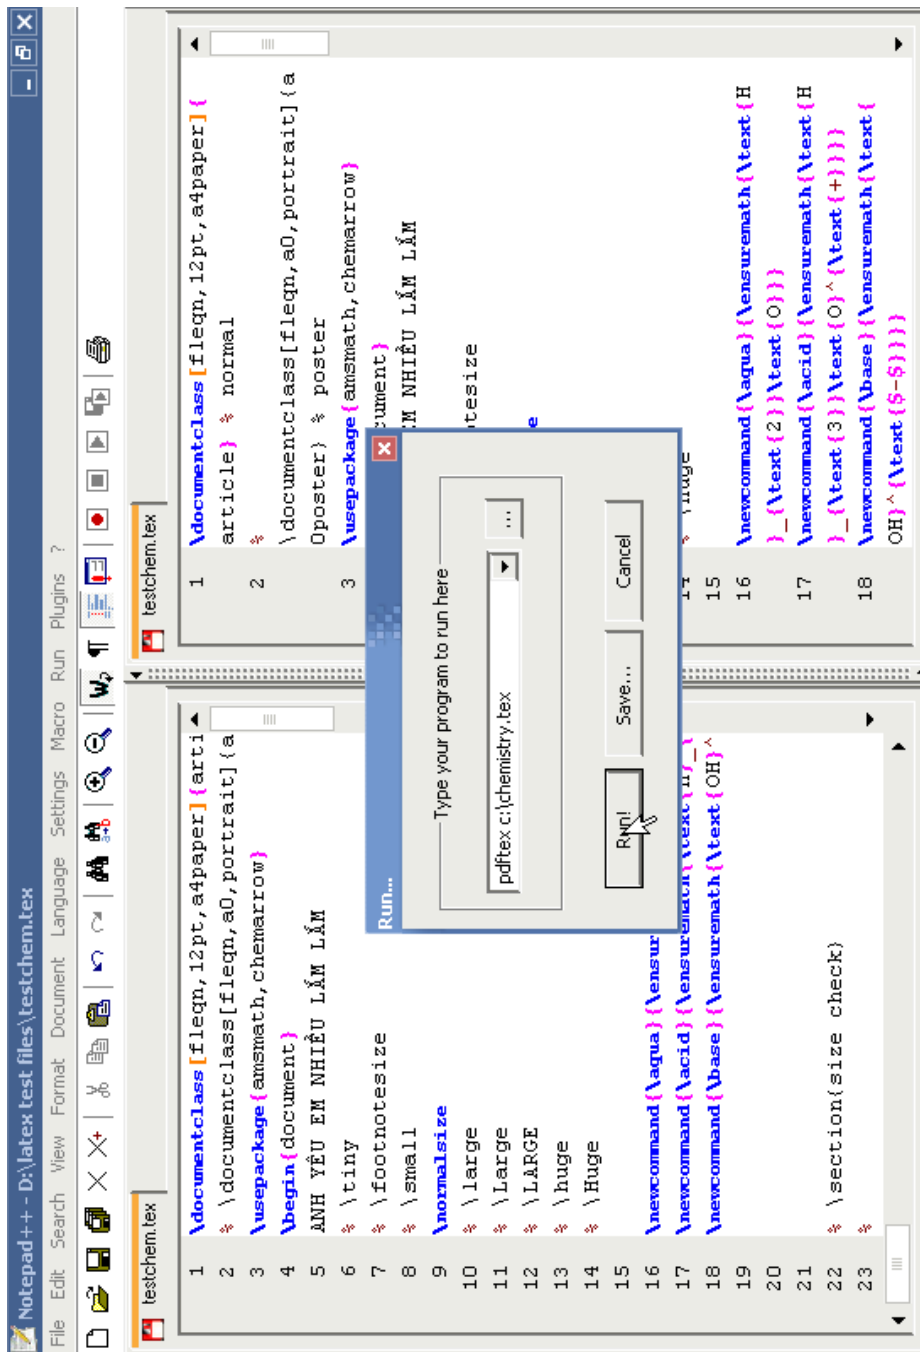 Notepad++ - D:\latex test files\testchem.tex
File Edit Search View Format Document Language Settings Macro Run Plugins ?
testchem.tex
1 \documentclass[fleqn,12pt,a4paper]{arti
2 % \documentclass[fleqn,a0,portrait]{a
3 \usepackage{amsmath,chemarrow}
4 \begin{document}
5 ANH YÊU EM NHIỀU LẮM LẮM
6 % \tiny
7 % \footnotesize
8 % \small
9 \normalsize
10 % \large
11 % \Large
12 % \LARGE
13 % \huge
14 % \Huge
15
16 \newcommand{\aqua}{\ensur
17 \newcommand{\acid}{\ensuremath{\text{H}_{
18 \newcommand{\base}{\ensuremath{\text{OH}^
19
20
21
22 % \section{size check}
23 %
testchem.tex
1 \documentclass[fleqn,12pt,a4paper]{
article} % normal
2 %
\documentclass[fleqn,a0,portrait]{a
0poster} % poster
3 \usepackage{amsmath,chemarrow}
cument}
EM NHIỀU LẮM LẮM
tesize
e
14 % \huge
15
16 \newcommand{\aqua}{\ensuremath{\text{H
}_{\text{2}}\text{O}}}
17 \newcommand{\acid}{\ensuremath{\text{H
}_{\text{3}}\text{O}^{\text{+}}}}
18 \newcommand{\base}{\ensuremath{\text{
OH}^{\text{$-$}}}}
Run...
Type your program to run here
pdftex c:\chemistry.tex
...
Run! Save... Cancel